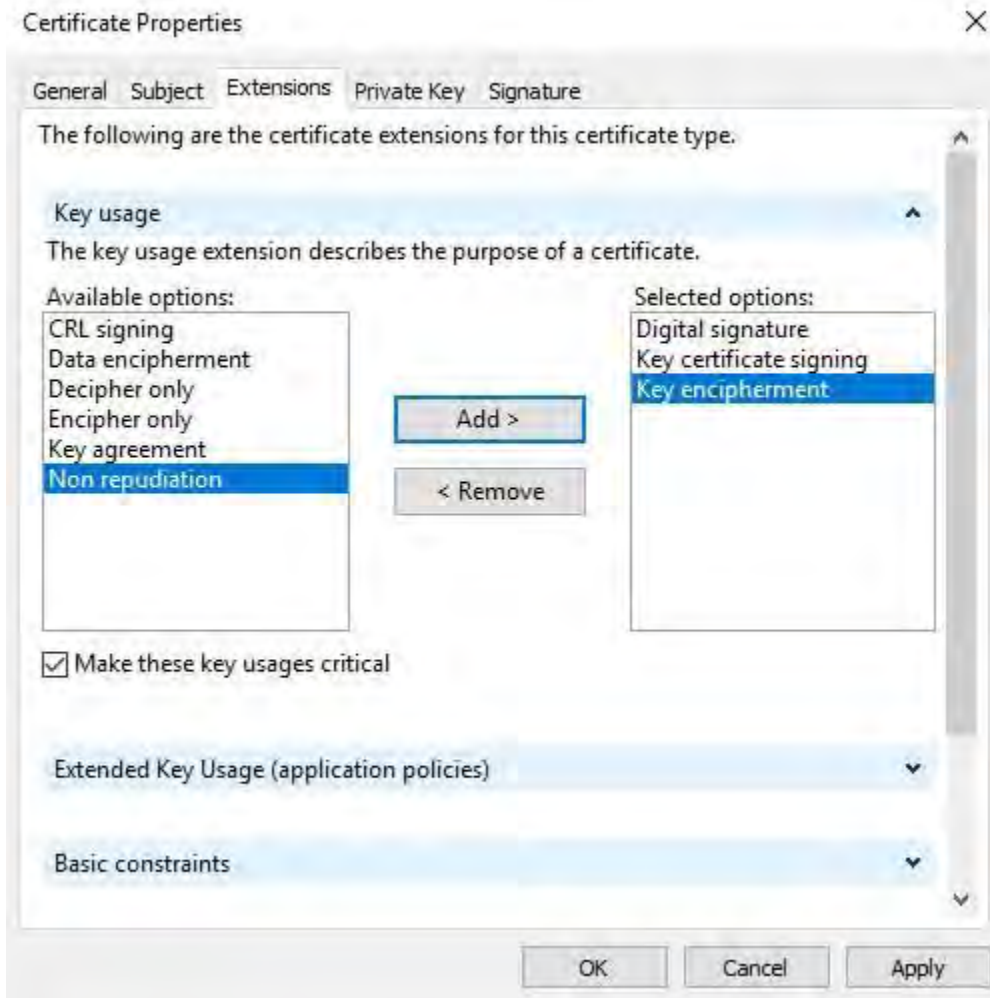 Certificate Properties
General Subject Extensions Private Key Signature
The following are the certificate extensions for this certificate type.
Key usage
The key usage extension describes the purpose of a certificate.
Available options:
CRL signing
Data encipherment
Decipher only
Encipher only
Key agreement
Non repudiation
Add >
< Remove
Selected options:
Digital signature
Key certificate signing
Key encipherment
Make these key usages critical
Extended Key Usage (application policies)
Basic constraints
OK Cancel Apply